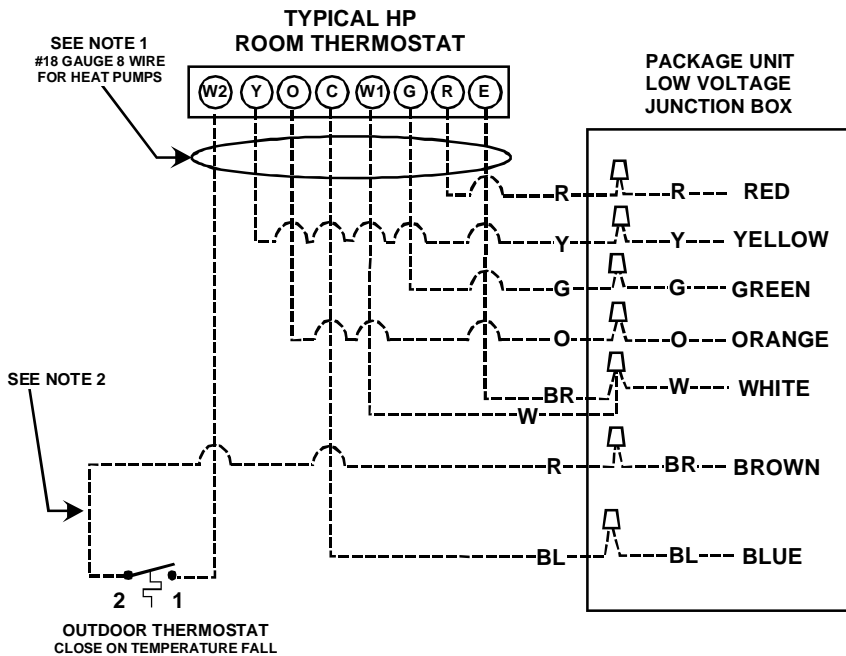 TYPICAL HP
ROOM THERMOSTAT
SEE NOTE 1
#18 GAUGE 8 WIRE
FOR HEAT PUMPS
PACKAGE UNIT
LOW VOLTAGE
JUNCTION BOX
W2 Y O C W1 G R E
R R RED
Y Y YELLOW
G G GREEN
O O ORANGE
SEE NOTE 2
BR W WHITE
W
R BR BROWN
BL BL BLUE
2 1
OUTDOOR THERMOSTAT
CLOSE ON TEMPERATURE FALL